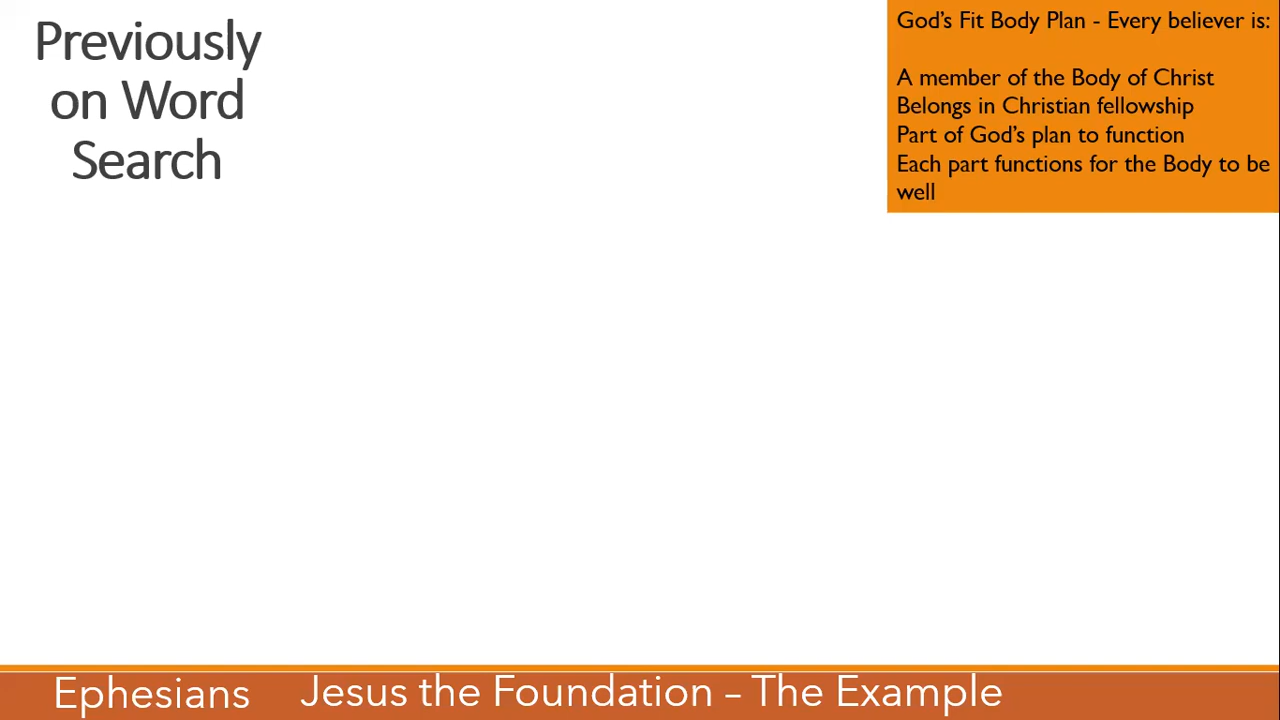 Previously
on Word
Search
God's Fit Body Plan - Every believer is:
A member of the Body of Christ
Belongs in Christian fellowship
Part of God's plan to function
Each part functions for the Body to be
well
Ephesians
Jesus the Foundation – The Example